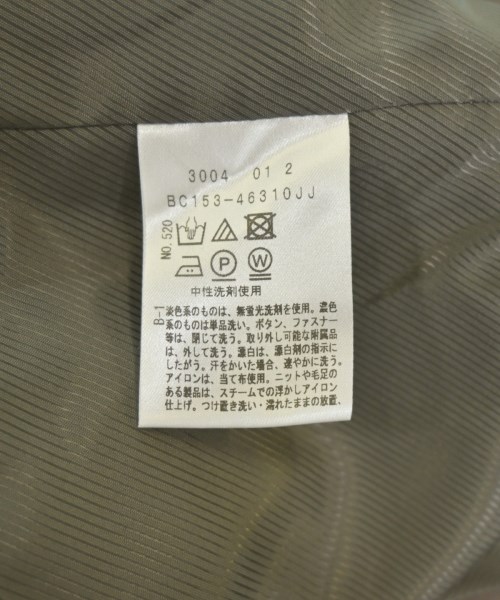 3004 01 2
BC153-46310JJ
NO.520
P W
中性洗剤使用
B-1
淡色系のものは、無蛍光洗剤を使用。濃色
系のものは単品洗い。ボタン、ファスナー
等は、閉じて洗う。取り外し可能な附属品
は、外して洗う。漂白は、漂白剤の指示に
したがう。汗をかいた場合、速やかに洗う。
アイロンは、当て布使用。ニットや毛足の
ある製品は、スチームでの浮かしアイロン
仕上げ。つけ置き洗い・濡れたままの放置。